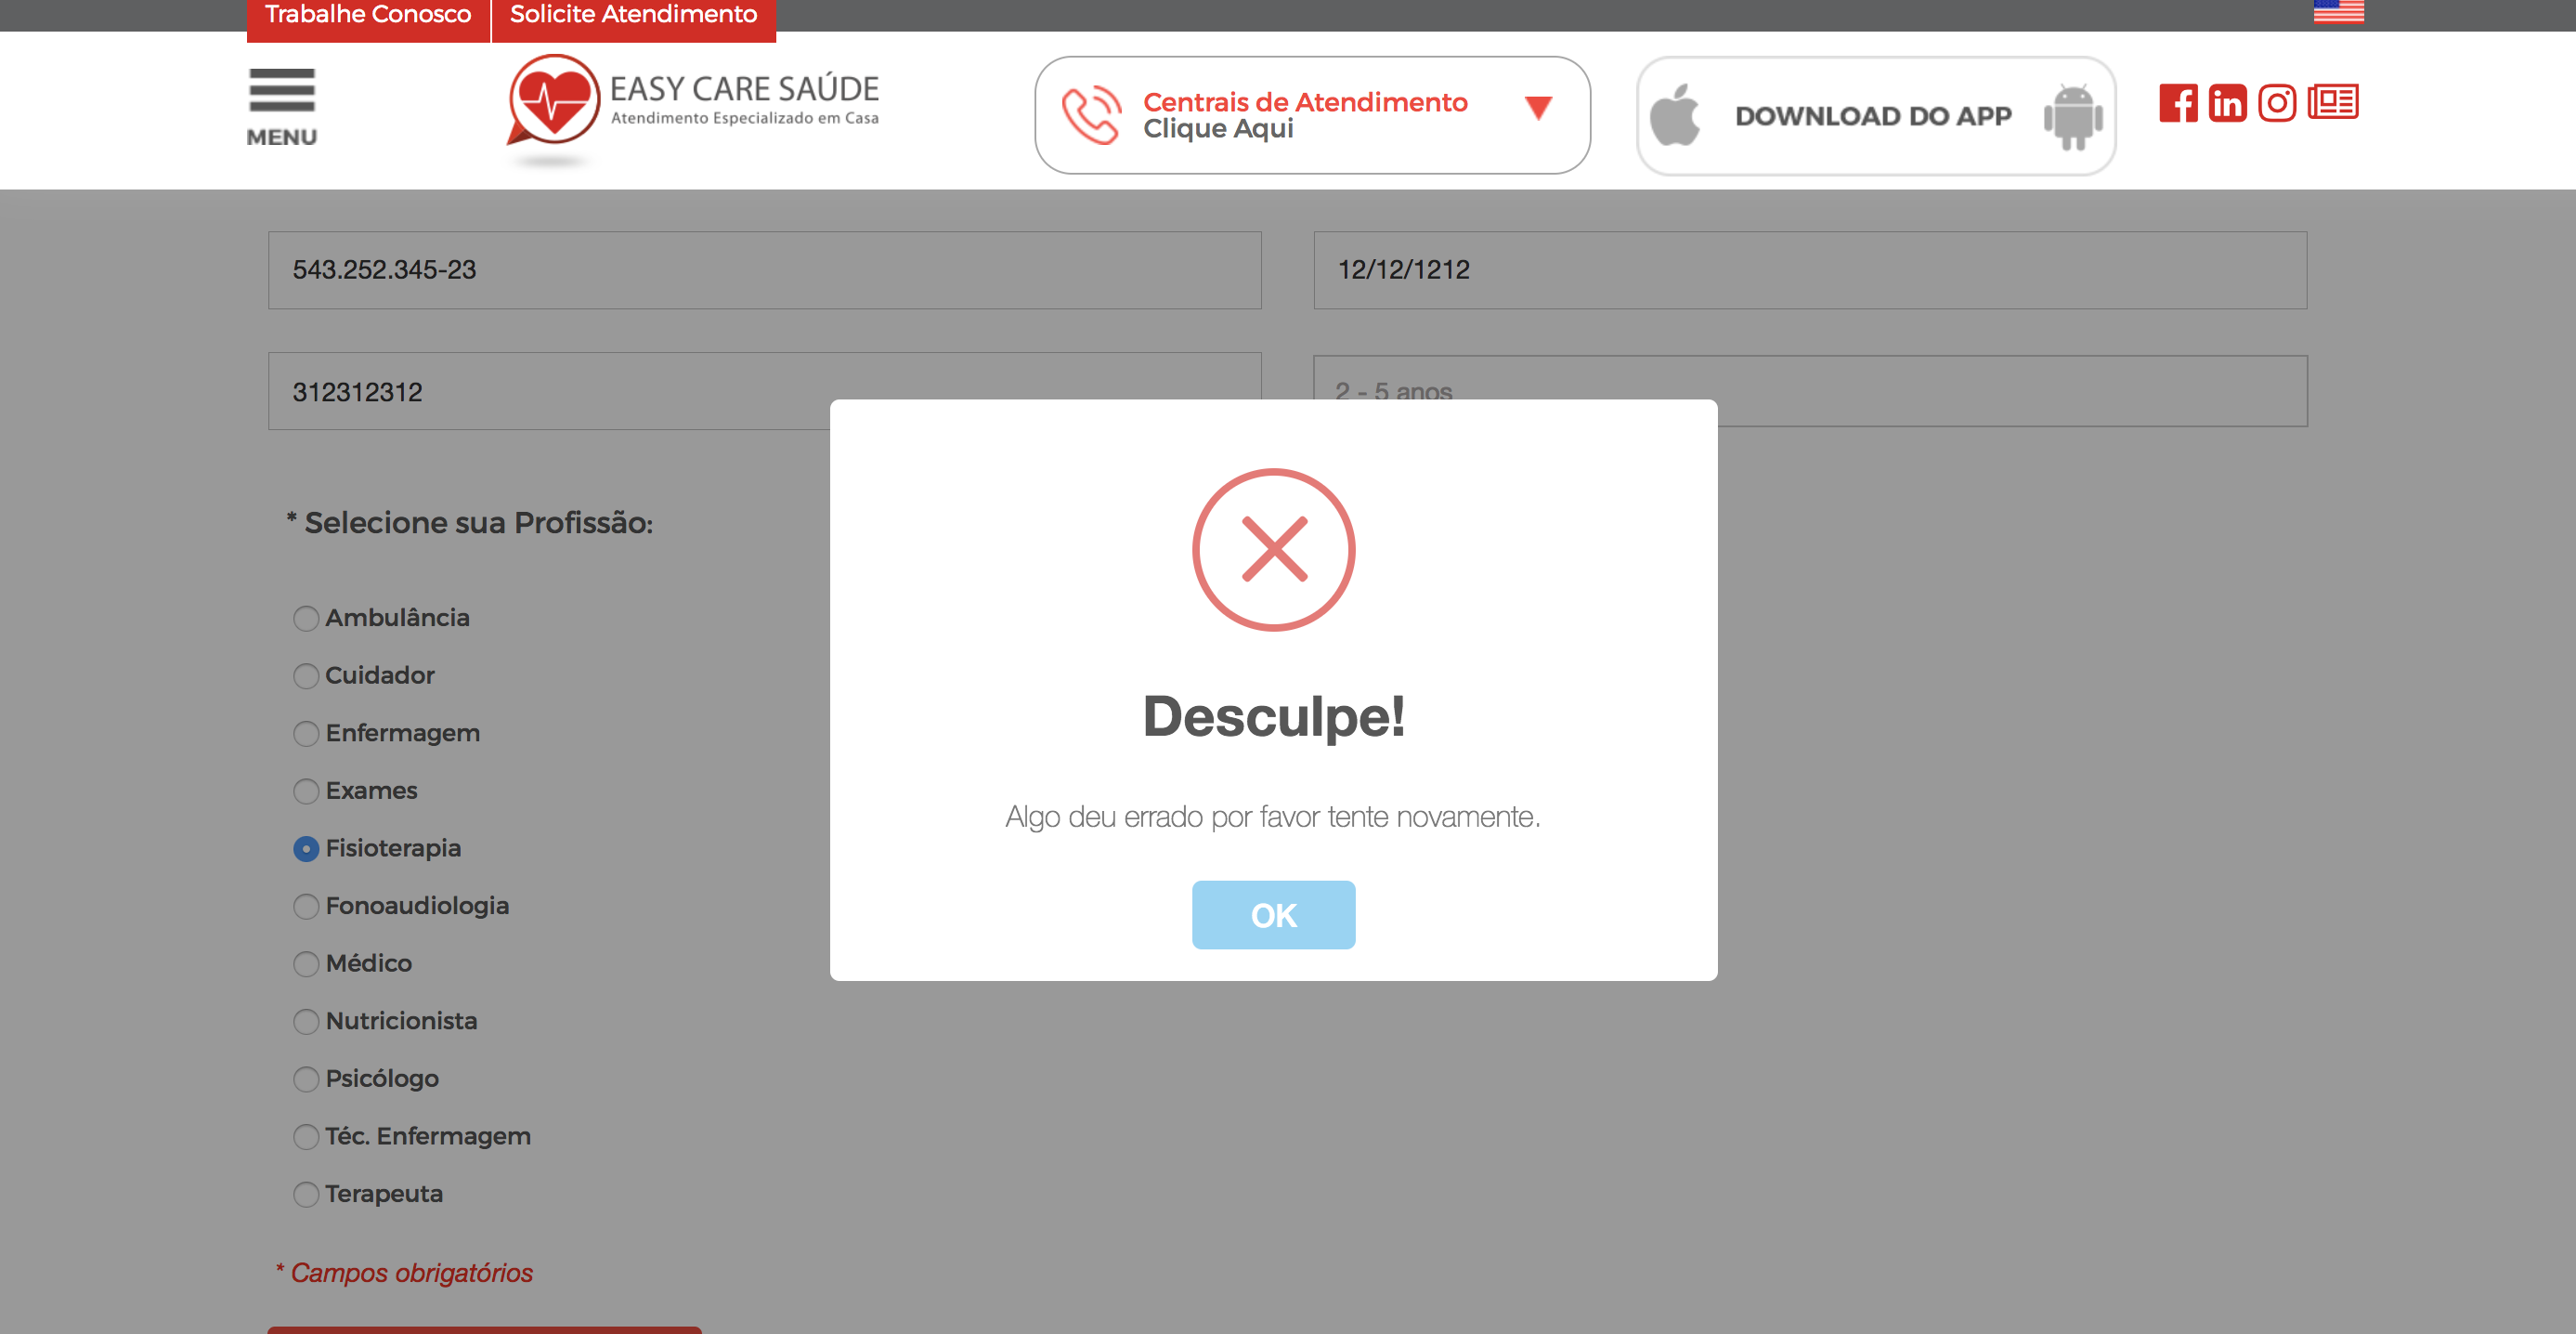 Trabalhe Conosco
Solicite Atendimento
MENU
EASY CARE SAÚDE
Atendimento Especializado em Casa
Centrais de Atendimento
Clique Aqui
DOWNLOAD DO APP
543.252.345-23
12/12/1212
312312312
2 - 5 anos
* Selecione sua Profissão:
Ambulância
Cuidador
Enfermagem
Exames
Fisioterapia
Fonoaudiologia
Médico
Nutricionista
Psicólogo
Téc. Enfermagem
Terapeuta
* Campos obrigatórios
Desculpe!
Algo deu errado por favor tente novamente.
OK